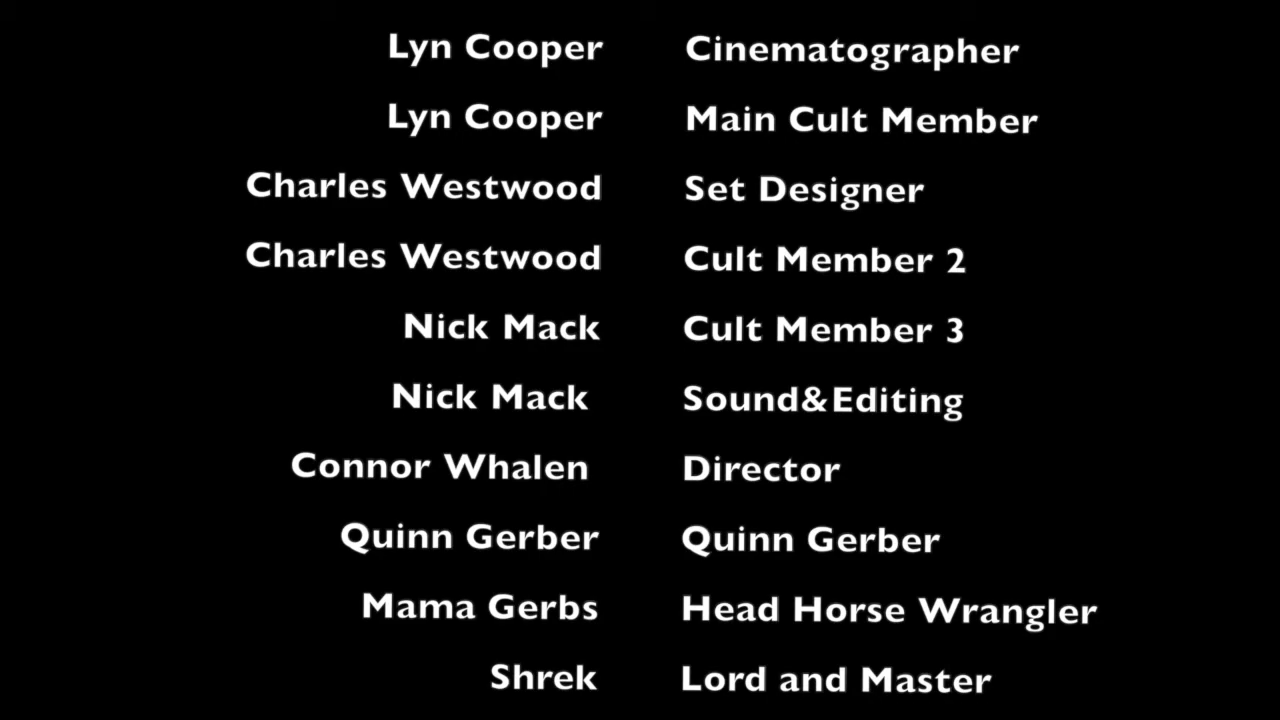 Lyn Cooper Cinematographer
Lyn Cooper Main Cult Member
Charles Westwood Set Designer
Charles Westwood Cult Member 2
Nick Mack Cult Member 3
Nick Mack Sound&Editing
Connor Whalen Director
Quinn Gerber Quinn Gerber
Mama Gerbs Head Horse Wrangler
Shrek Lord and Master